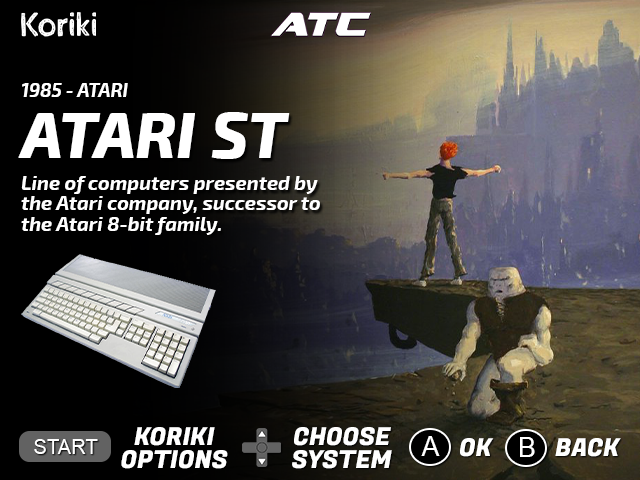 Koriki
ATC
1985 - ATARI
ATARI ST
Line of computers presented by
the Atari company, successor to
the Atari 8-bit family.
START KORIKI OPTIONS
CHOOSE SYSTEM
A OK
B BACK